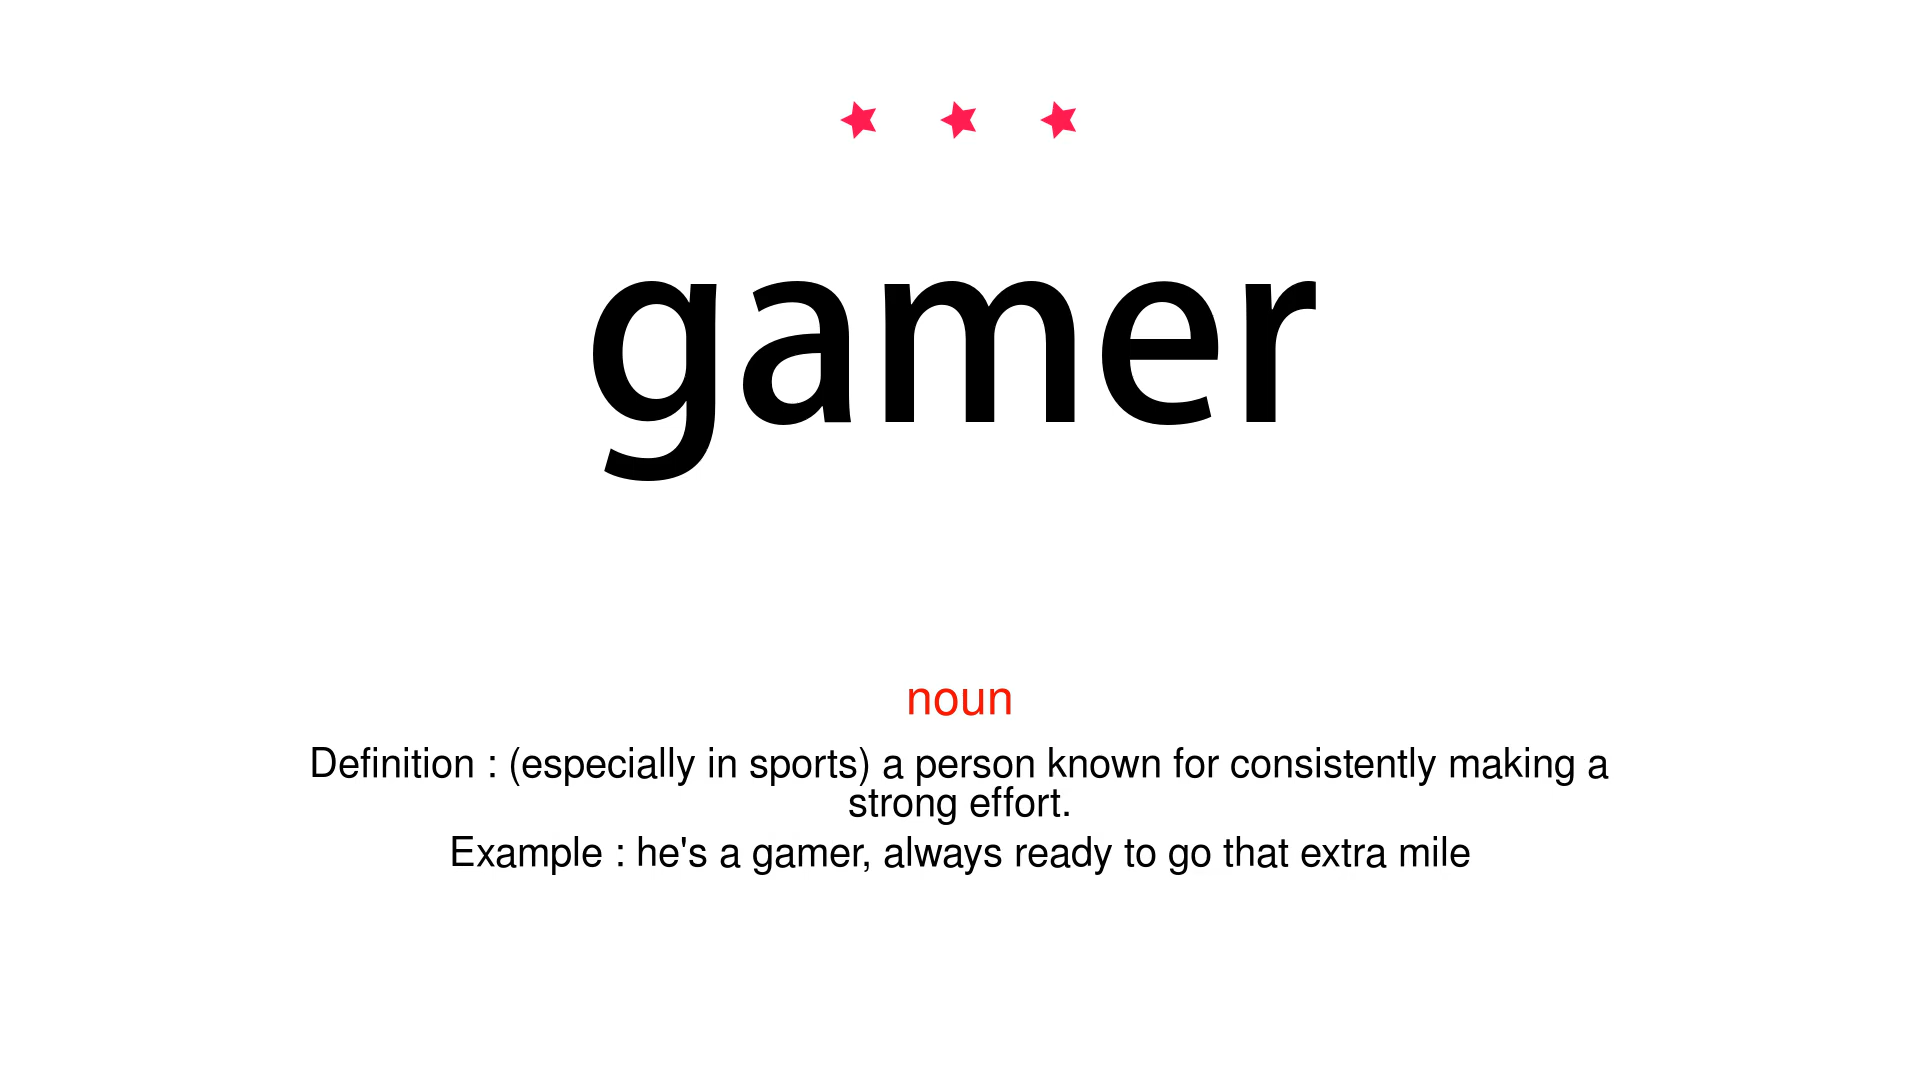 gamer
noun
Definition : (especially in sports) a person known for consistently making a
strong effort.
Example : he's a gamer, always ready to go that extra mile